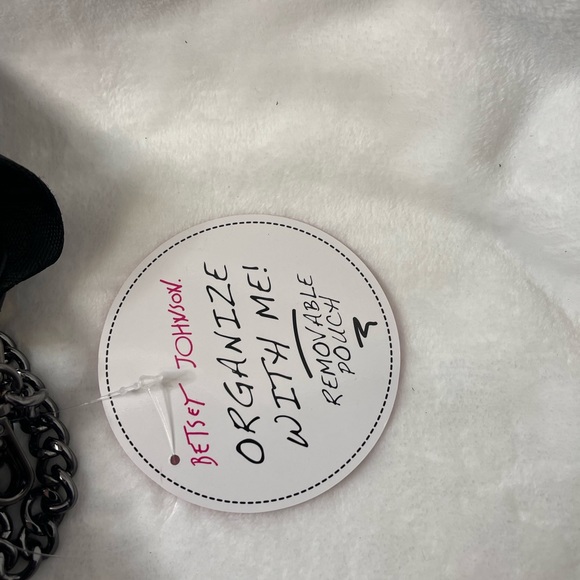 BETSEY JOHNSON.
ORGANIZE
WITH ME!
REMOVABLE
POUCH